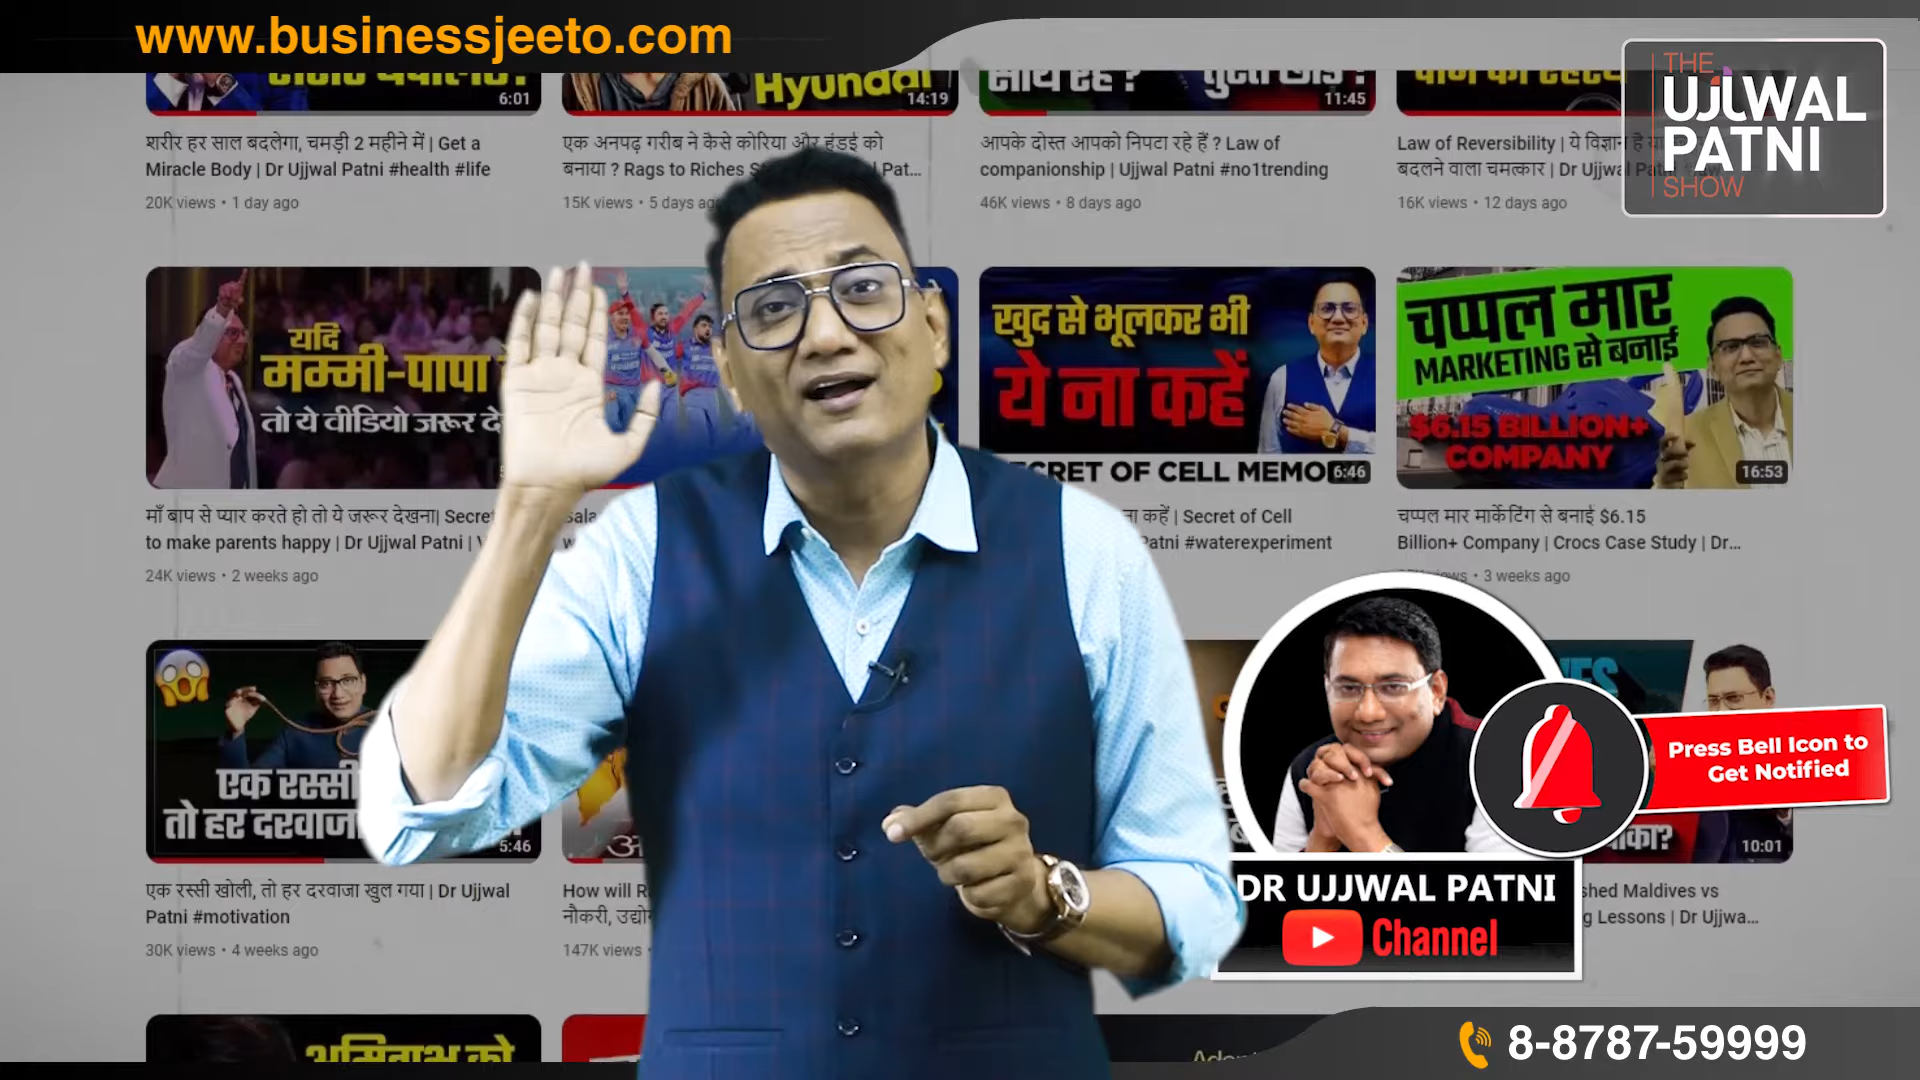 www.businessjeeto.com
THE
UJJWAL
PATNI
SHOW
6:01
Hyundai
14:19
11:45
शरीर हर साल बदलेगा, चमड़ी 2 महीने में | Get a
Miracle Body | Dr Ujjwal Patni #health #life
20K views • 1 day ago
एक अनपढ़ गरीब ने कैसे कोरिया और हुंडई को
बनाया ? Rags to Riches
Pat...
15K views • 5 days ago
आपके दोस्त आपको निपटा रहे हैं ? Law of
companionship | Ujjwal Patni #no1trending
46K views • 8 days ago
Law of Reversibility | ये विज्ञान है
बदलने वाला चमत्कार | Dr Ujjwal
16K views • 12 days ago
यदि
मम्मी-पापा
तो ये वीडियो जरूर
खुद से भूलकर भी
ये ना कहें
OF CELL
6:46
चप्पल मार
MARKETING से बनाई
$6.15 BILLION+
COMPANY
16:53
माँ बाप से प्यार करते हो तो ये जरूर देखना| Secret
to make parents happy | Dr Ujjwal Patni |
24K views • 2 weeks ago
ना कहें | Secret of Cell
Patni #waterexperiment
चप्पल मार मार्केटिंग से बनाई $6.15
Billion+ Company | Crocs Case Study | Dr...
views • 3 weeks ago
एक रस्सी
तो हर दरवाजा
5:46
10:01
एक रस्सी खोली, तो हर दरवाजा खुल गया | Dr Ujjwal
Patni #motivation
30K views • 4 weeks ago
How will
नौकरी,
147K views
Maldives vs
Lessons | Dr Ujjwa...
Press Bell Icon to
Get Notified
DR UJJWAL PATNI
Channel
अमिताभ को
8-8787-59999